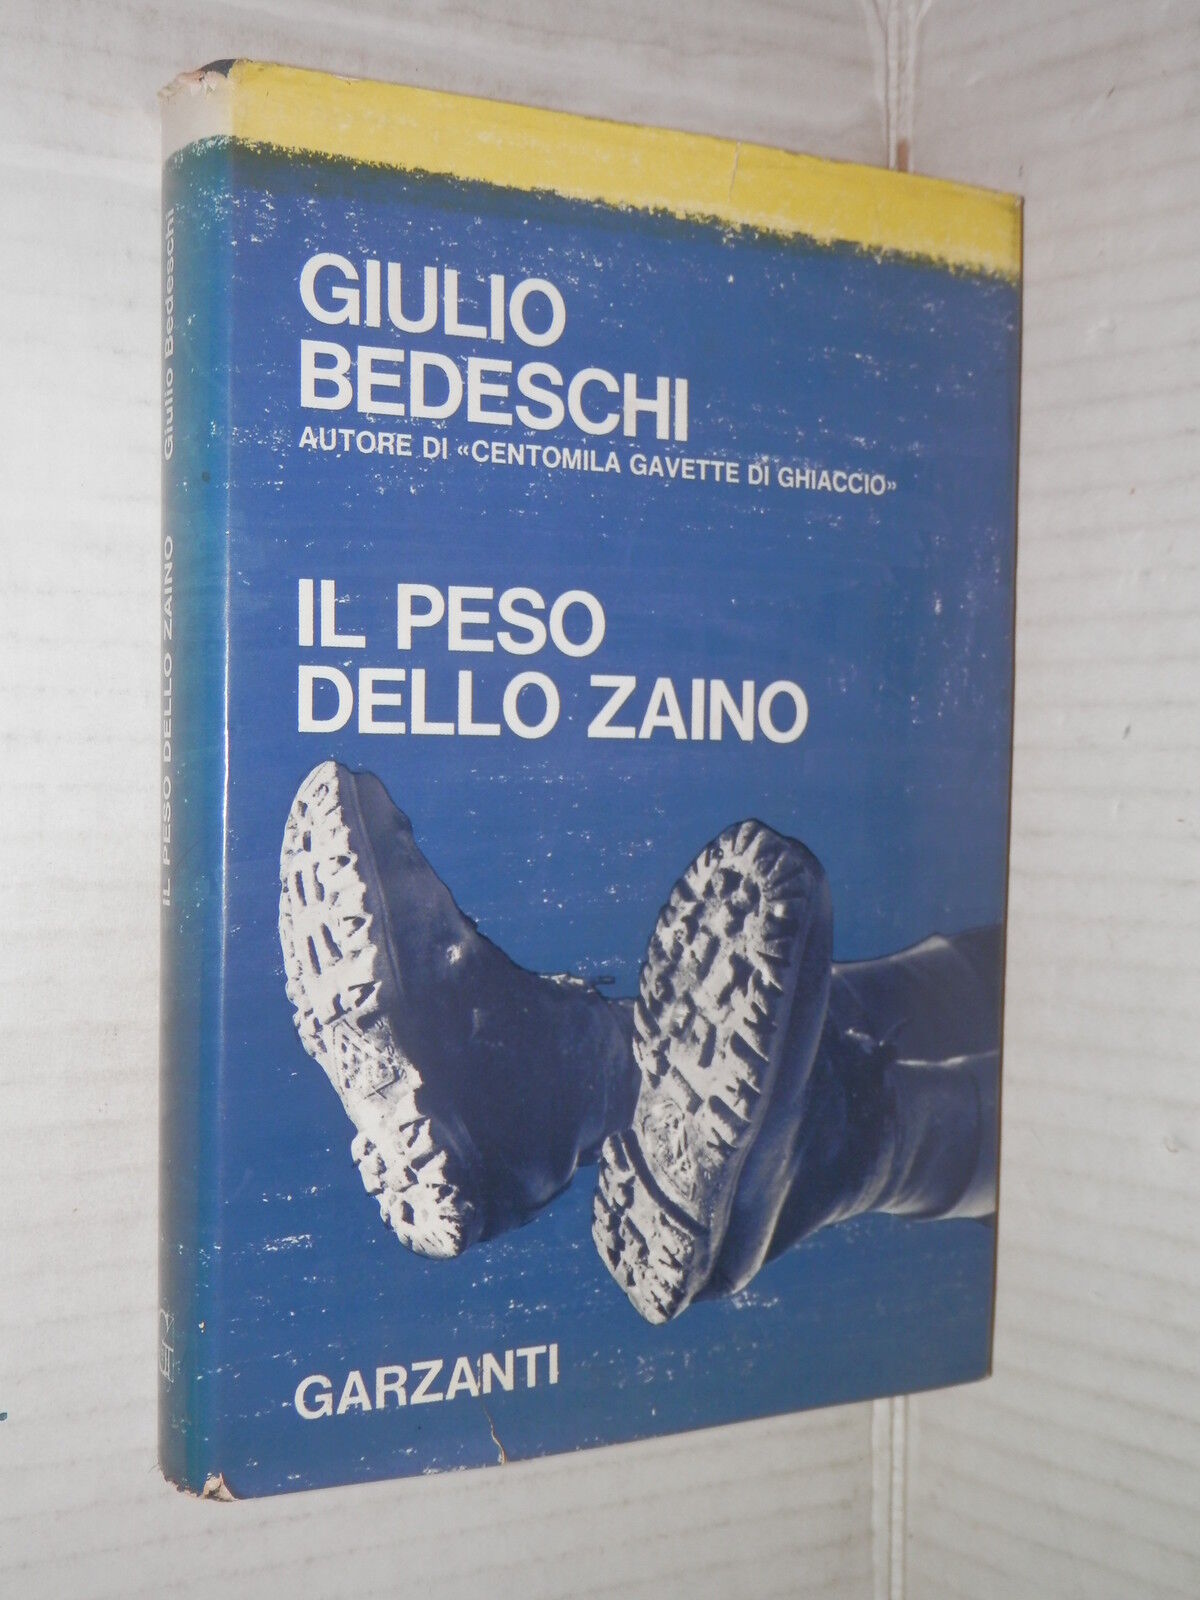 GIULIO
BEDESCHI
AUTORE DI «CENTOMILA GAVETTE DI GHIACCIO»
IL PESO
DELLO ZAINO
GARZANTI
IL PESO DELLO ZAINO Giulio Bedeschi